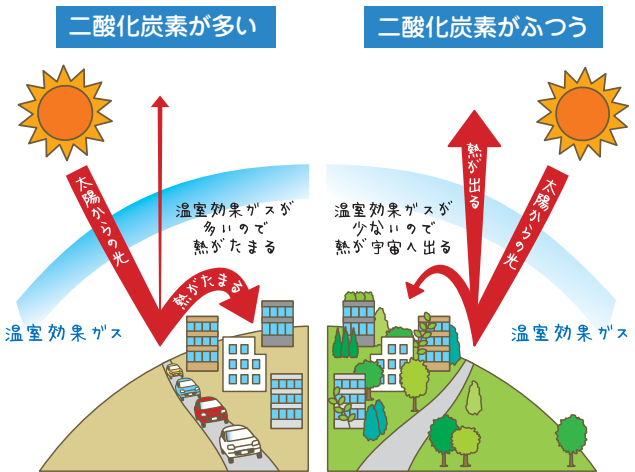 二酸化炭素が多い
太陽からの光
温室効果ガスが
多いので
熱がたまる
熱がたまる
温室効果ガス
二酸化炭素がふつう
熱が出る
太陽からの光
温室効果ガスが
少ないので
熱が宇宙へ出る
温室効果ガス